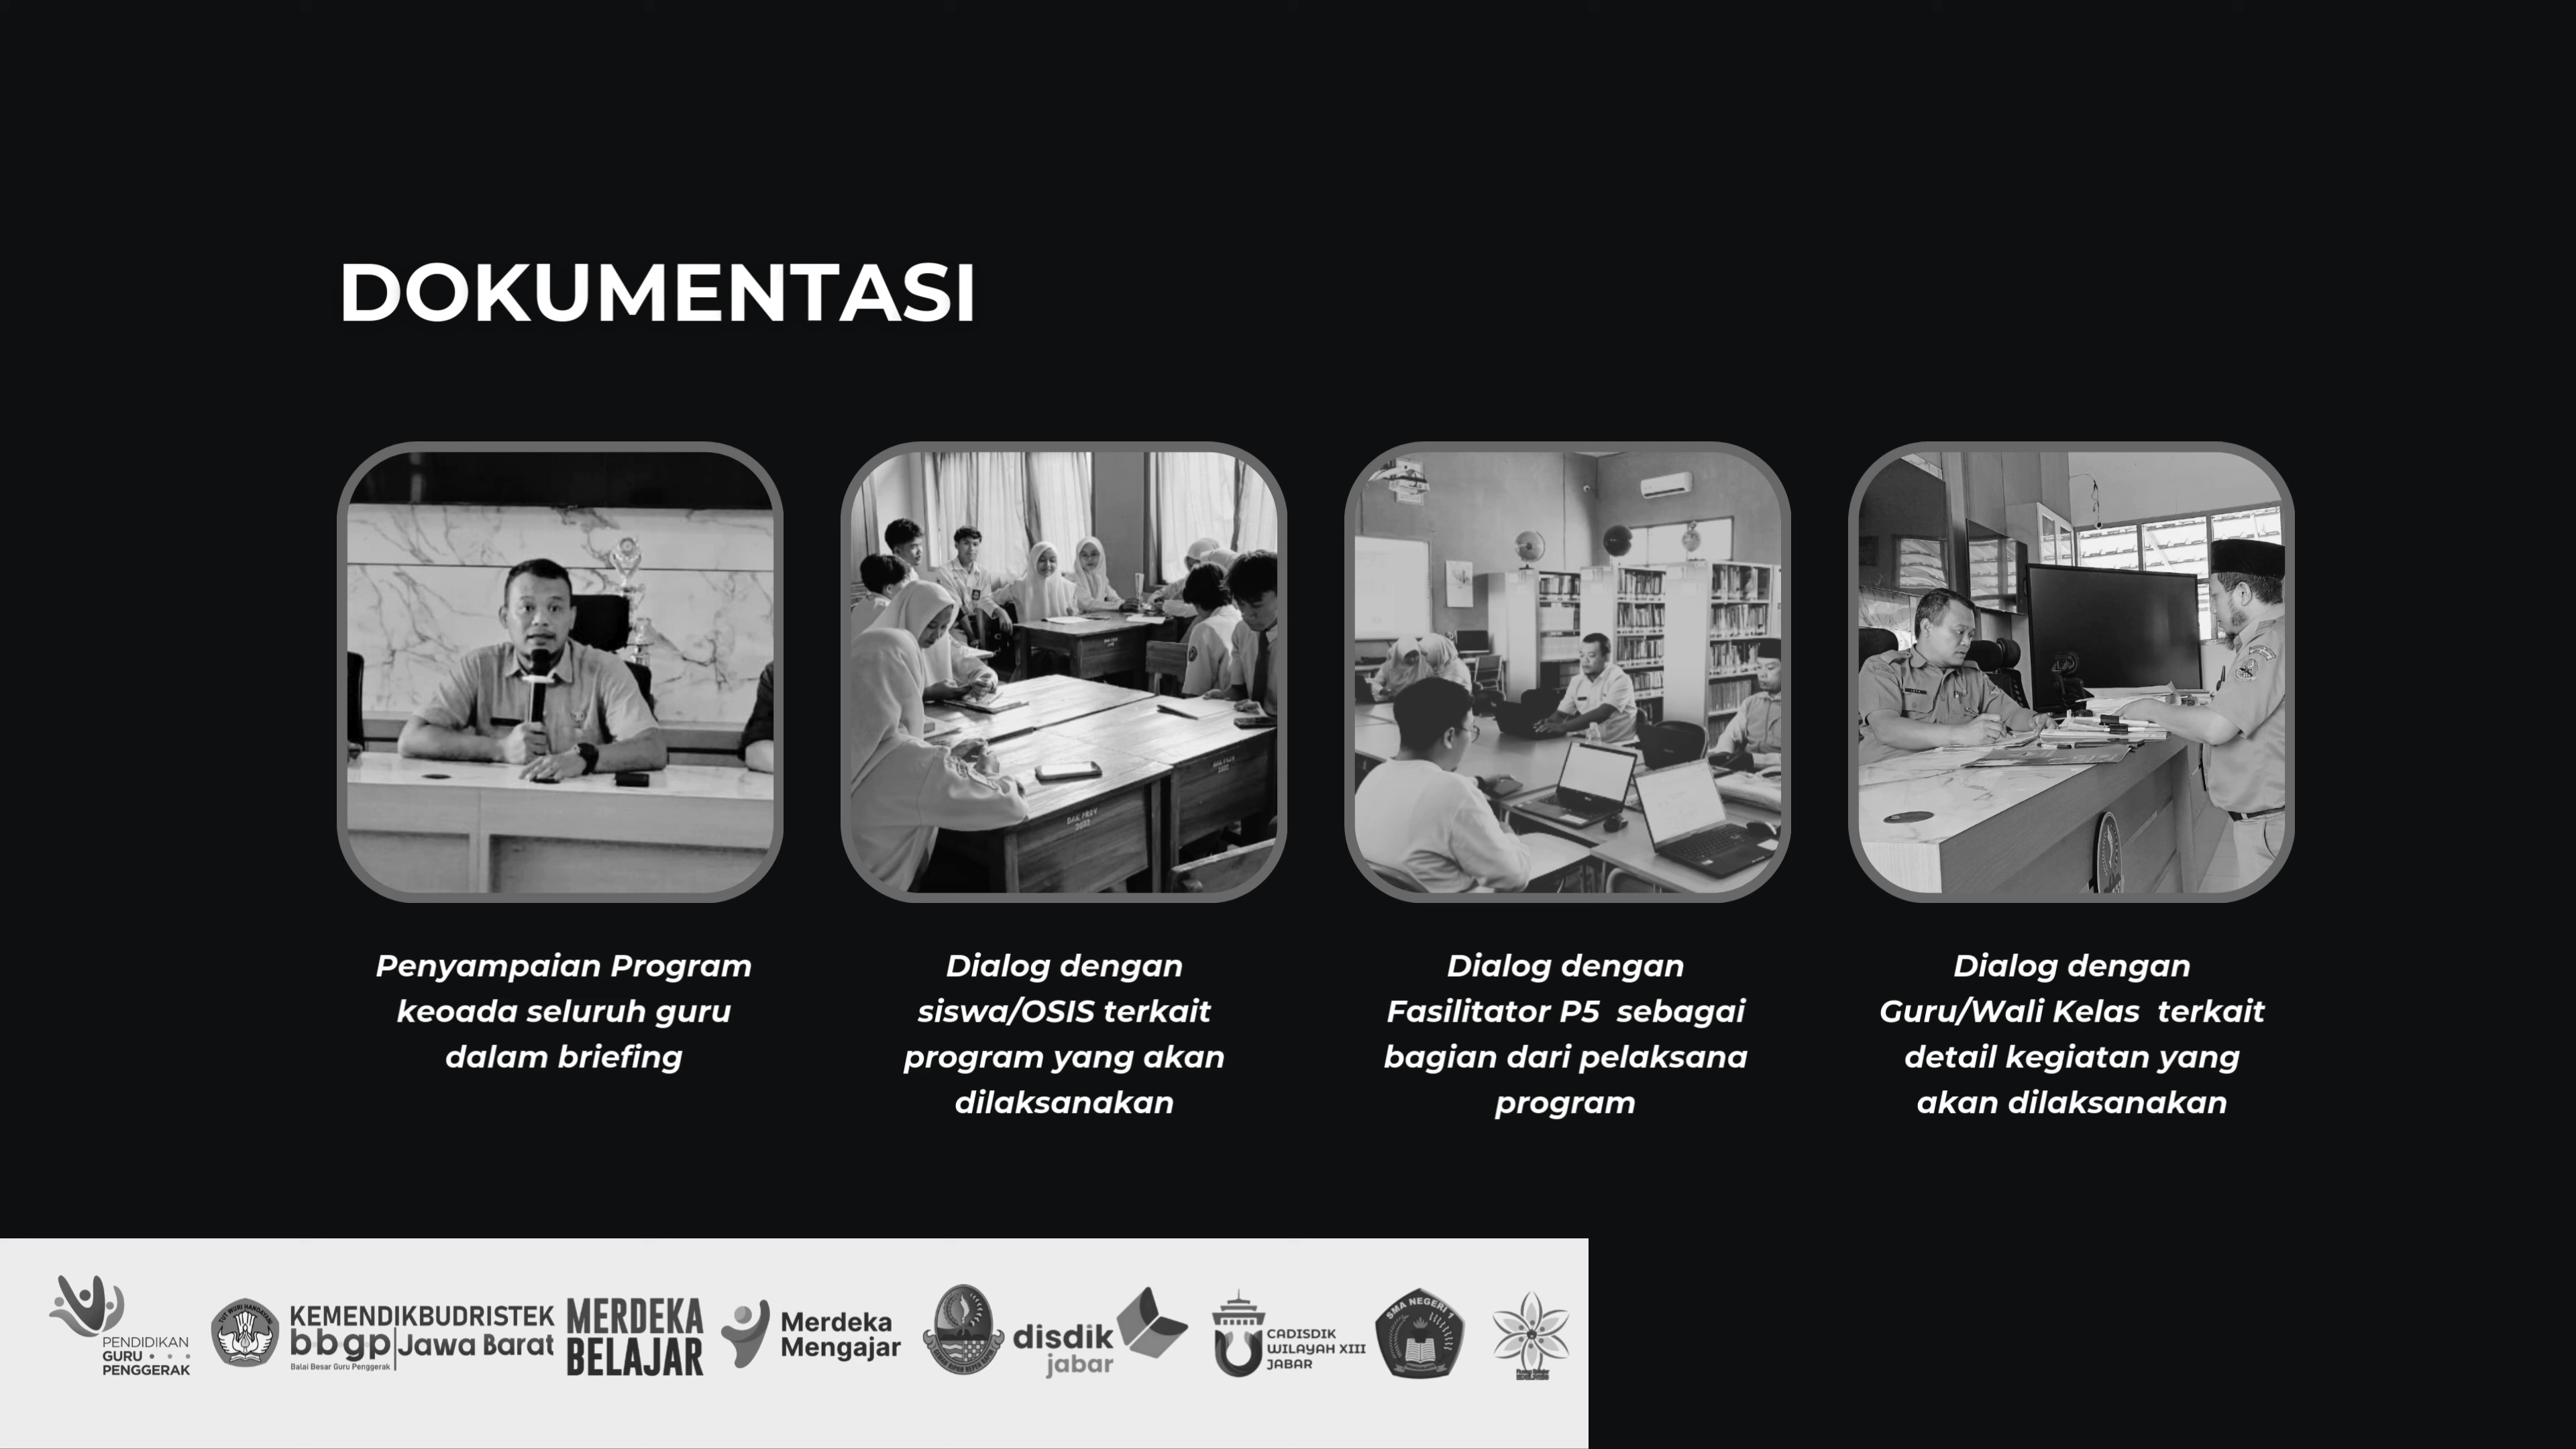 DOKUMENTASI
Penyampaian Program
keoada seluruh guru
dalam briefing
Dialog dengan
siswa/OSIS terkait
program yang akan
dilaksanakan
Dialog dengan
Fasilitator P5  sebagai
bagian dari pelaksana
program
Dialog dengan
Guru/Wali Kelas  terkait
detail kegiatan yang
akan dilaksanakan
PENDIDIKAN
GURU
PENGGERAK
TUT WURI HANDAYANI
KEMENDIKBUDRISTEK
bbgp|Jawa Barat
Balai Besar Guru Penggerak
MERDEKA
BELAJAR
Merdeka
Mengajar
disdik
jabar
CADISDIK
WILAYAH XIII
JABAR
SMA NEGERI 1